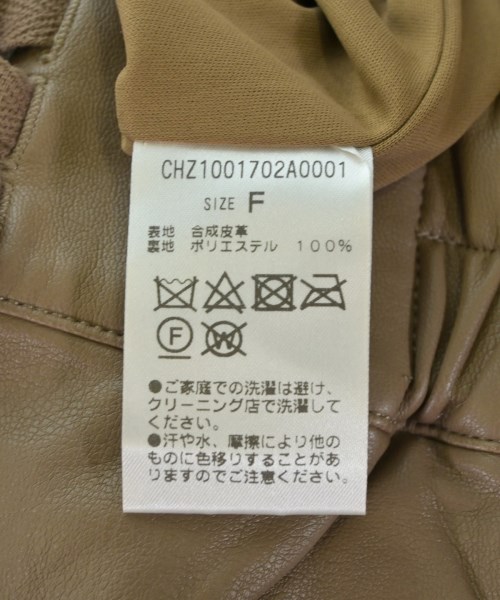 CHZ1001702A0001
SIZE F
表地 合成皮革
裏地 ポリエステル 100%
F W
●ご家庭での洗濯は避け、
クリーニング店で洗濯して
ください。
●汗や水、摩擦により他の
ものに色移りすることがあ
りますのでご注意ください。